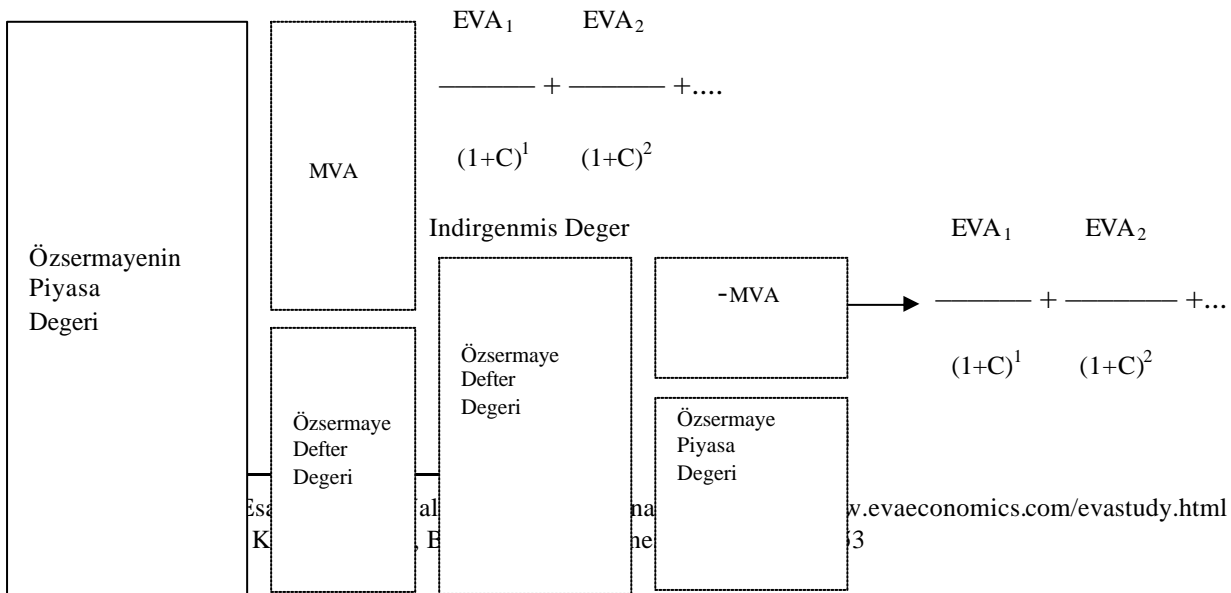 EVA₁ EVA₂
——— + ——— +....
(1+C)¹ (1+C)²
MVA
Indirgenmis Deger
Özsermayenin
Piyasa
Degeri
Özsermaye
Defter
Degeri
Özsermaye
Defter
Degeri
-MVA
Özsermaye
Piyasa
Degeri
EVA₁ EVA₂
——— + ——— +...
(1+C)¹ (1+C)²
.evaeconomics.com/evastudy.html